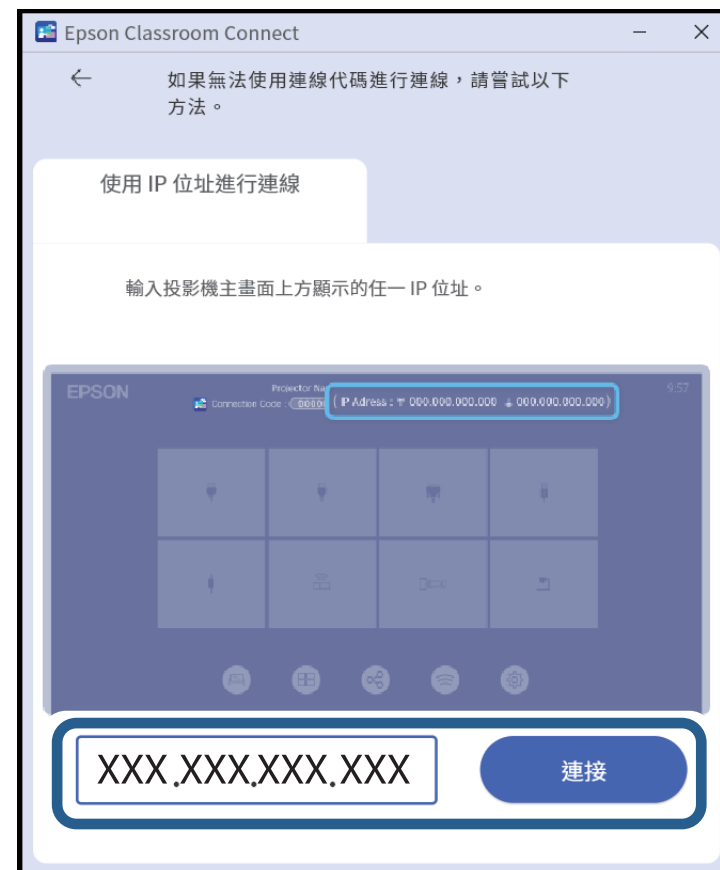 Epson Classroom Connect
如果無法使用連線代碼進行連線，請嘗試以下
方法。
使用 IP 位址進行連線
輸入投影機主畫面上方顯示的任一 IP 位址。
EPSON
Projector Na
9:57
Connection Code :
( IP Adress : 000.000.000.000 000.000.000.000)
XXX.XXX.XXX.XXX
連接